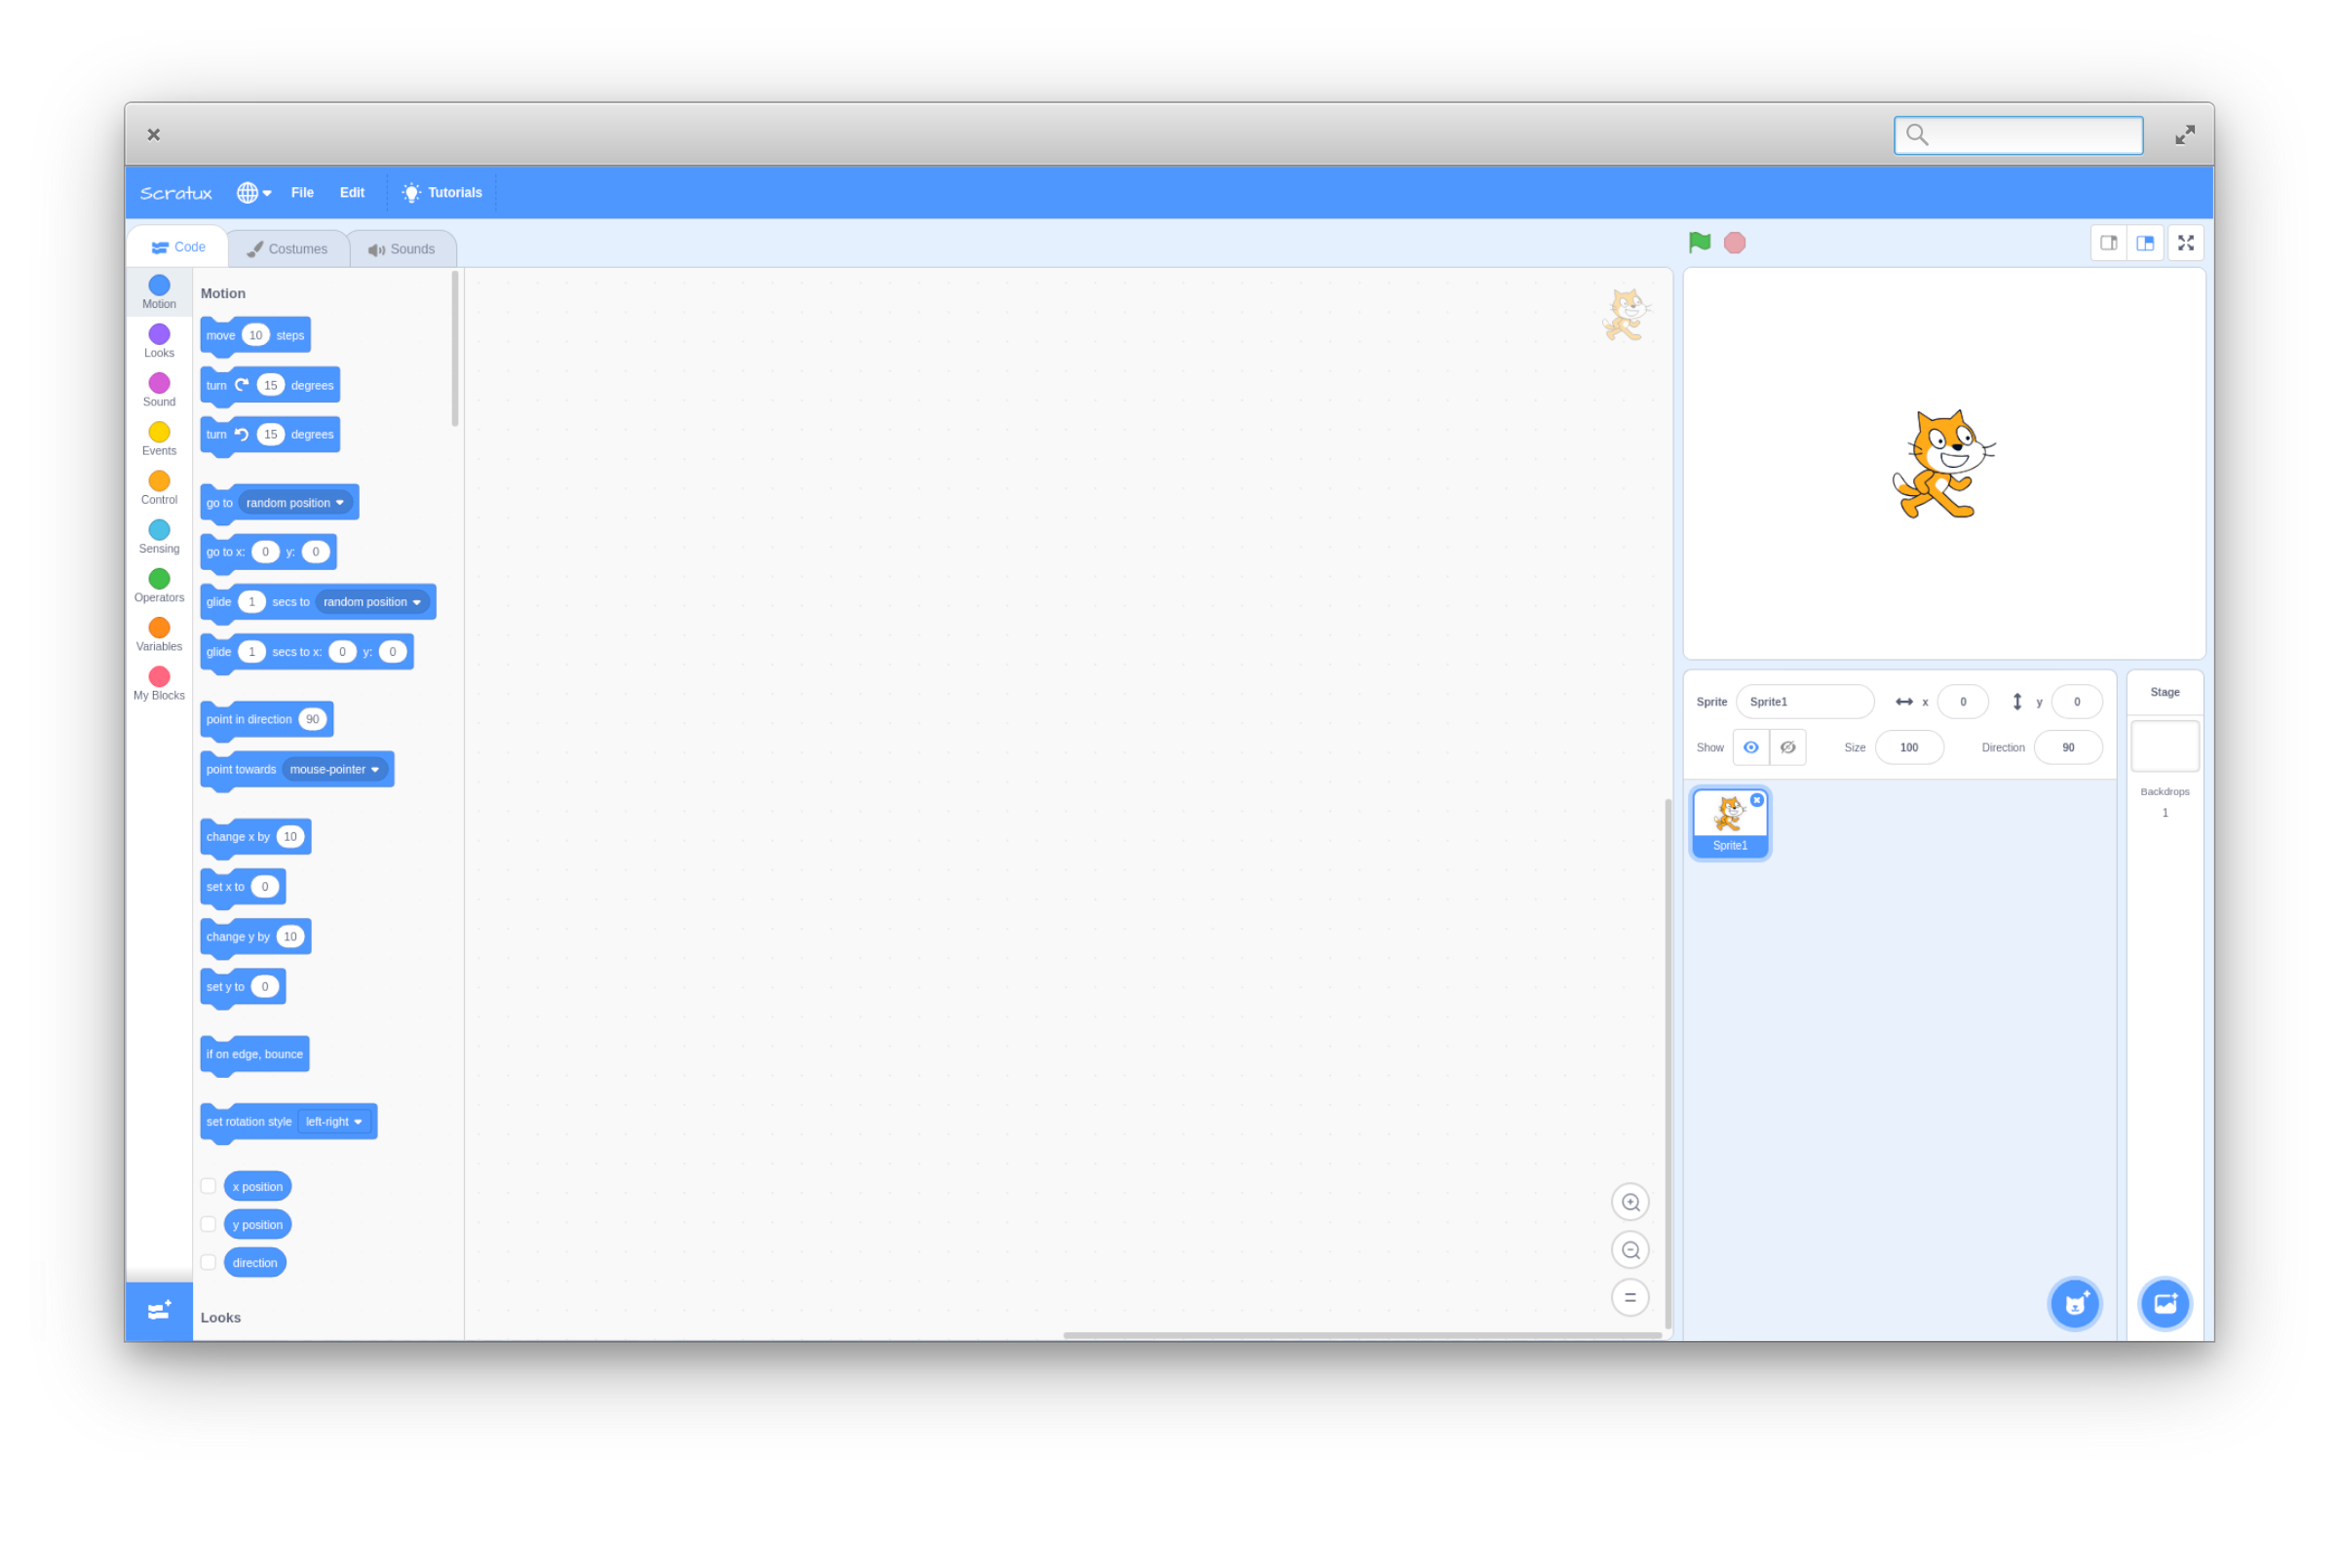 Scratux File Edit Tutorials
Code Costumes Sounds
Motion
Looks
Sound
Events
Control
Sensing
Operators
Variables
My Blocks
Motion
move 10 steps
turn 15 degrees
turn 15 degrees
go to random position
go to x: 0 y: 0
glide 1 secs to random position
glide 1 secs to x: 0 y: 0
point in direction 90
point towards mouse-pointer
change x by 10
set x to 0
change y by 10
set y to 0
if on edge, bounce
set rotation style left-right
x position
y position
direction
Looks
Sprite Sprite1 x 0 y 0
Show Size 100 Direction 90
Sprite1
Stage
Backdrops
1